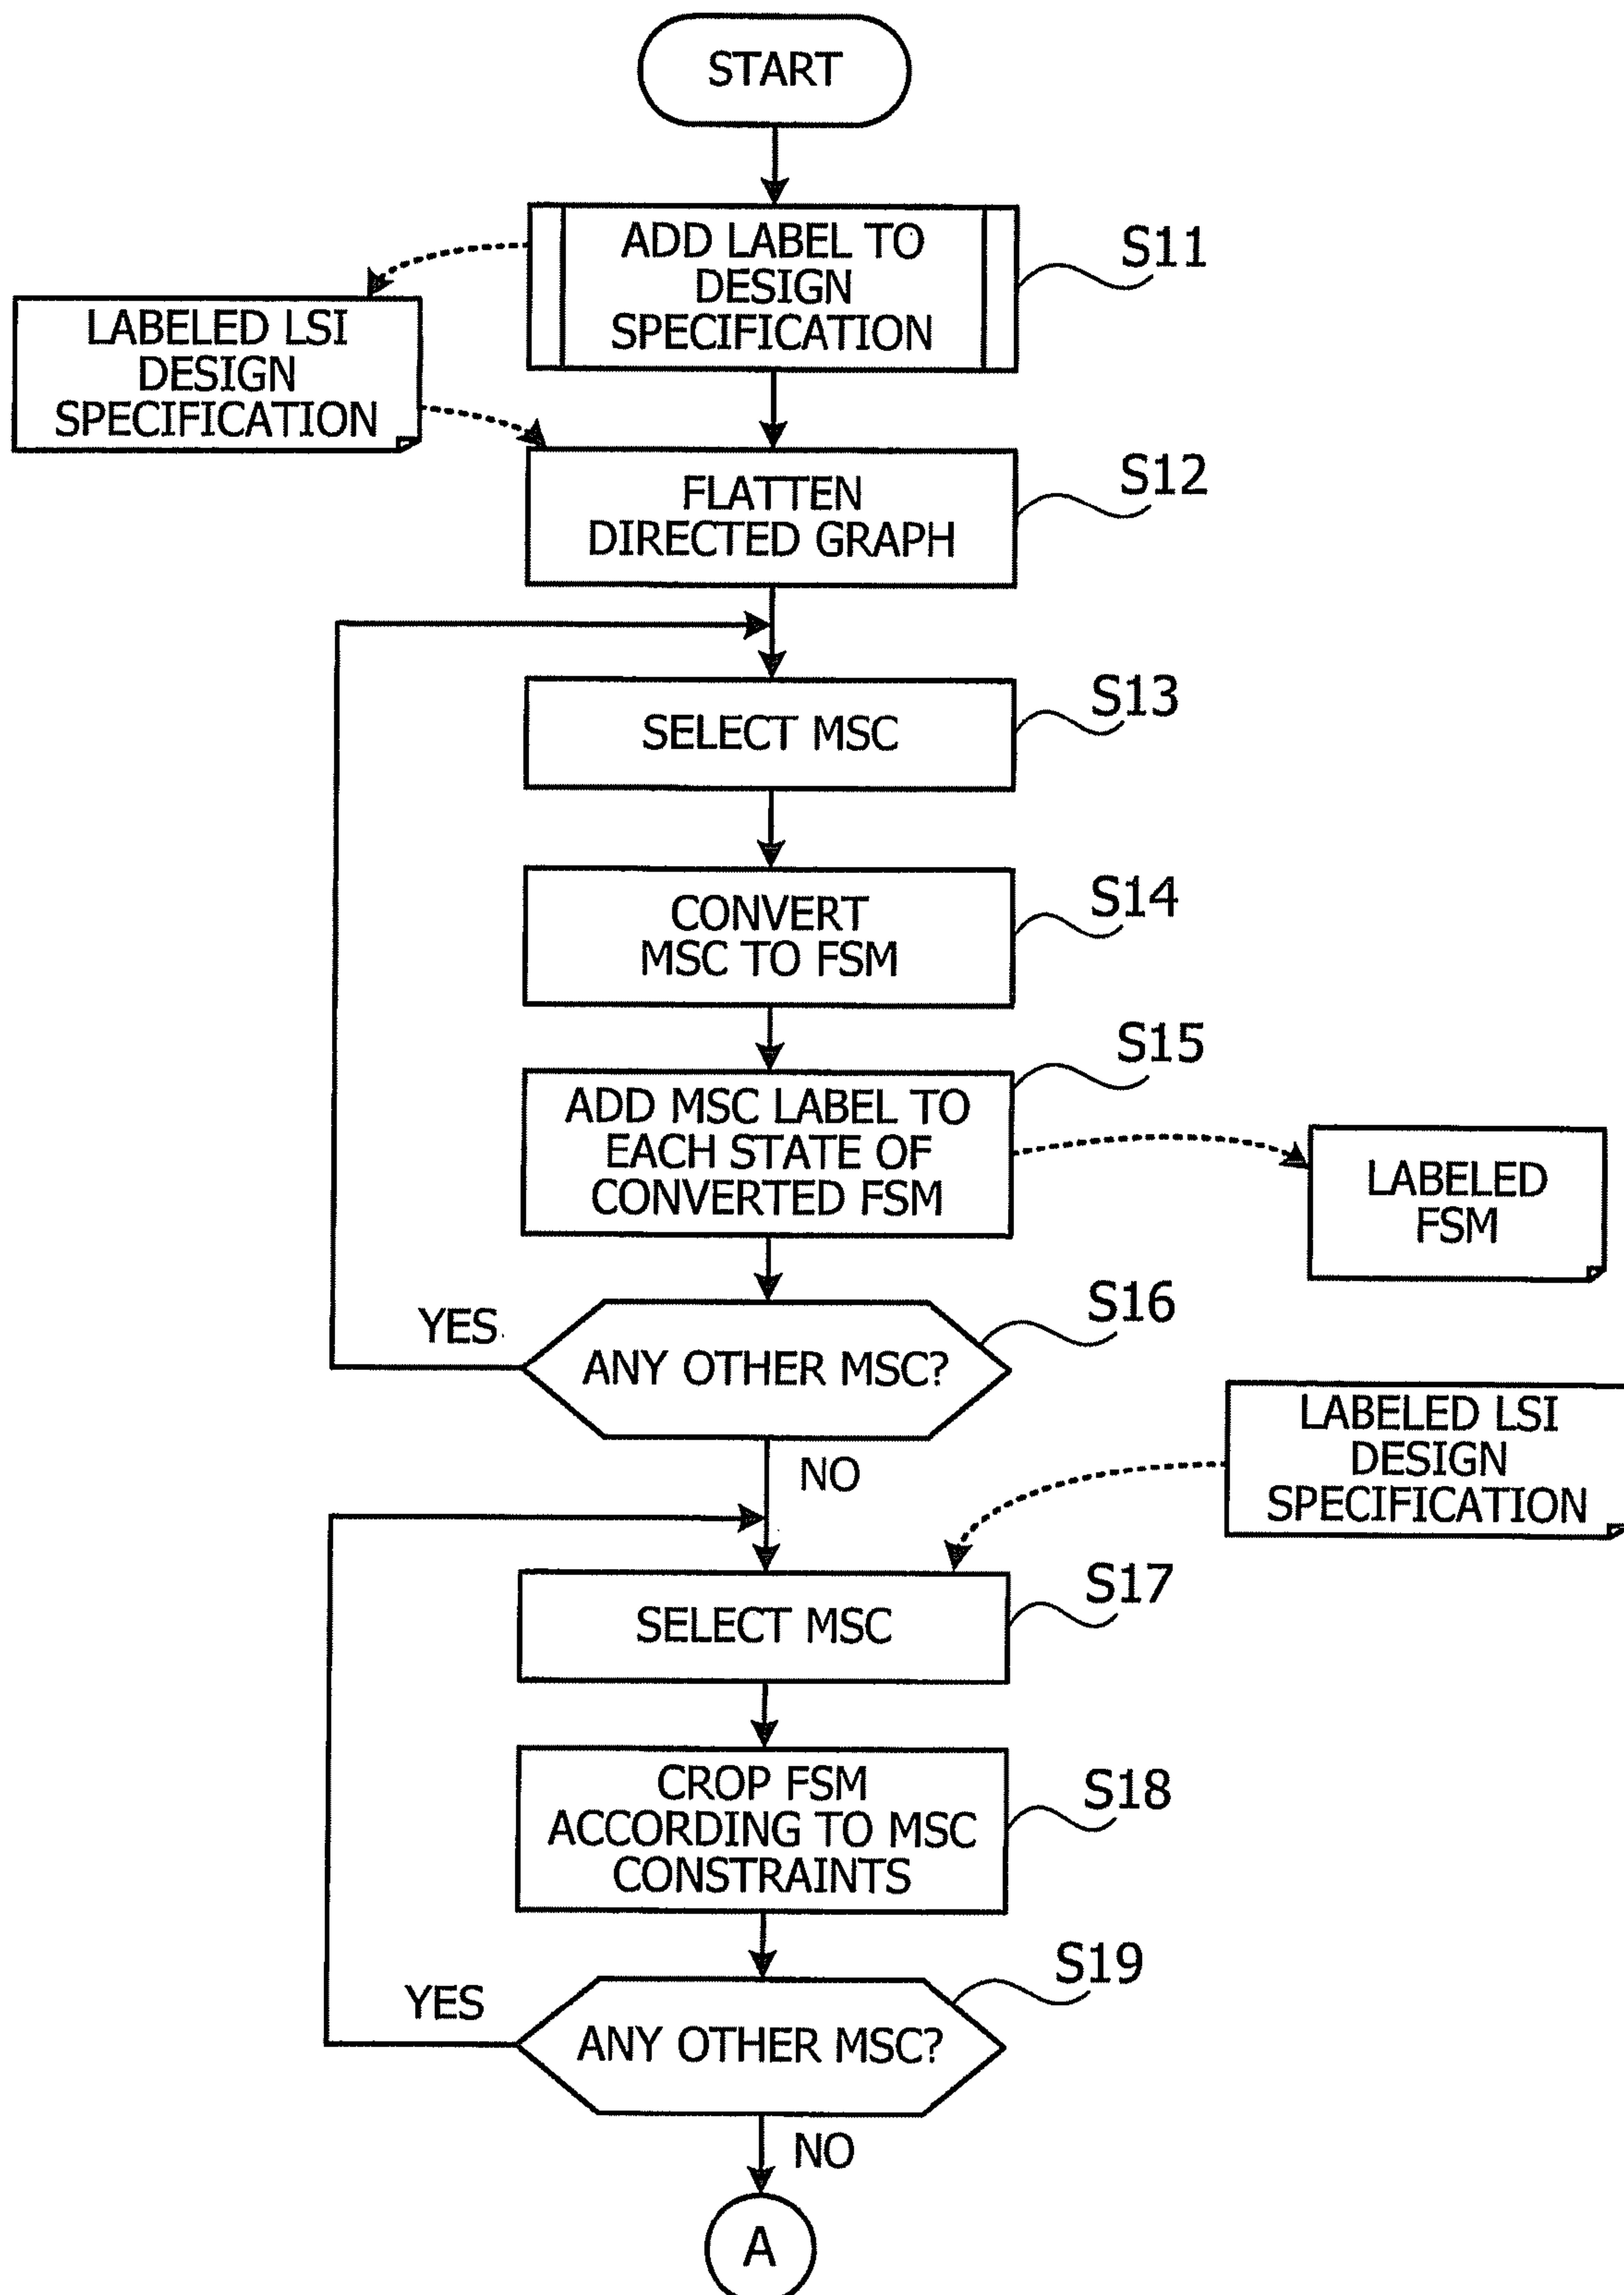 START
ADD LABEL TO
DESIGN
SPECIFICATION
S11
LABELED LSI
DESIGN
SPECIFICATION
FLATTEN
DIRECTED GRAPH
S12
SELECT MSC
S13
CONVERT
MSC TO FSM
S14
ADD MSC LABEL TO
EACH STATE OF
CONVERTED FSM
S15
LABELED
FSM
ANY OTHER MSC?
S16
YES
NO
LABELED LSI
DESIGN
SPECIFICATION
SELECT MSC
S17
CROP FSM
ACCORDING TO MSC
CONSTRAINTS
S18
ANY OTHER MSC?
S19
YES
NO
A